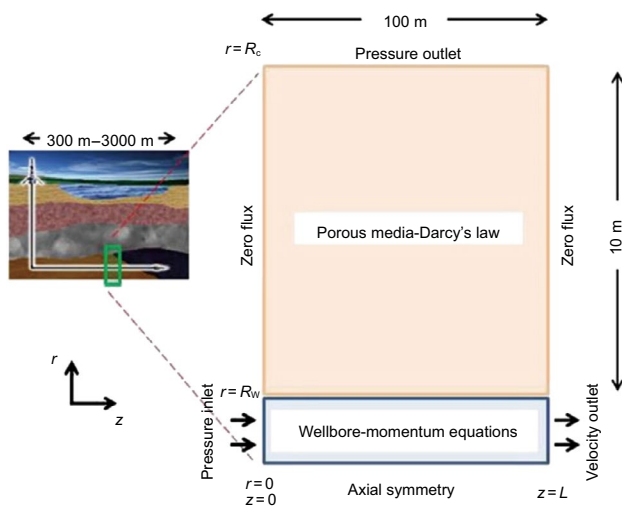 100 m
Pressure outlet
r = Rc
300 m–3000 m
Zero flux
Porous media-Darcy's law
Zero flux
10 m
r
z
r = RW
Pressure inlet
Wellbore-momentum equations
Velocity outlet
r = 0
z = 0
Axial symmetry
z = L